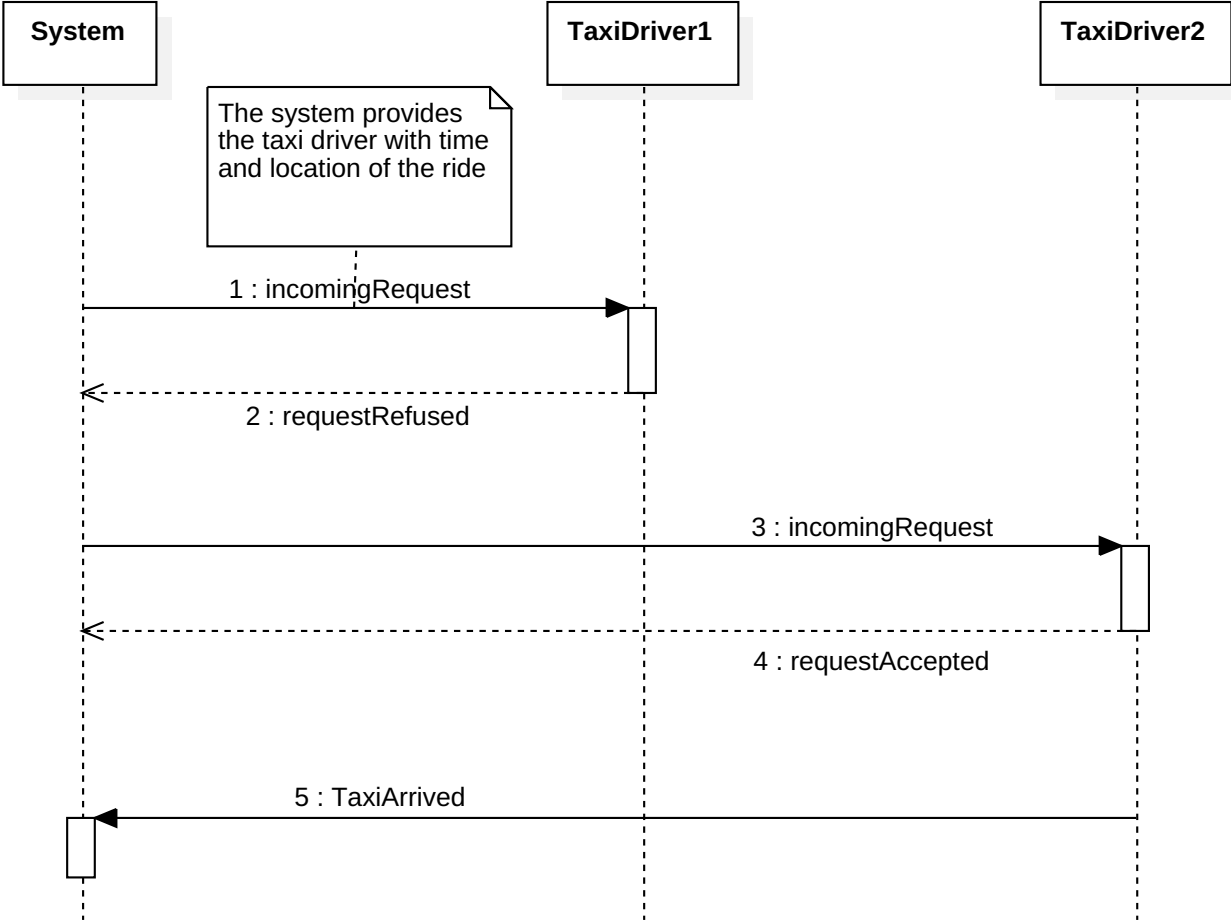 System
TaxiDriver1
TaxiDriver2
The system provides
the taxi driver with time
and location of the ride
1 : incomingRequest
2 : requestRefused
3 : incomingRequest
4 : requestAccepted
5 : TaxiArrived